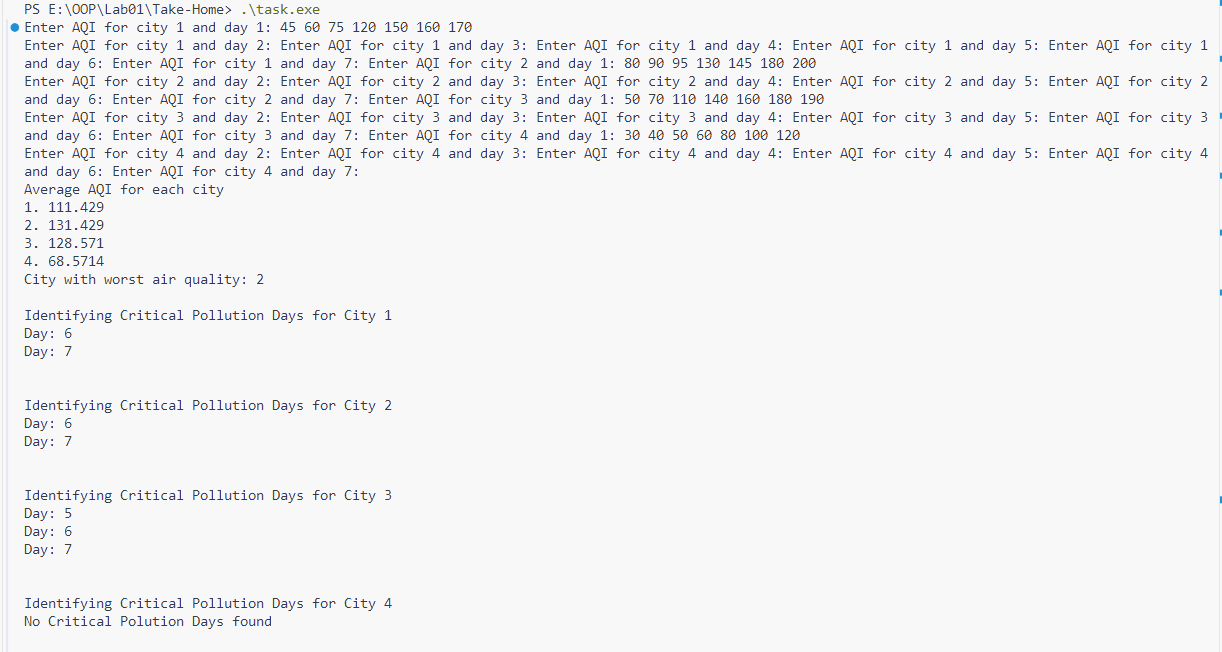 PS E:\OOP\Lab01\Take-Home> .\task.exe
Enter AQI for city 1 and day 1: 45 60 75 120 150 160 170
Enter AQI for city 1 and day 2: Enter AQI for city 1 and day 3: Enter AQI for city 1 and day 4: Enter AQI for city 1 and day 5: Enter AQI for city 1
and day 6: Enter AQI for city 1 and day 7: Enter AQI for city 2 and day 1: 80 90 95 130 145 180 200
Enter AQI for city 2 and day 2: Enter AQI for city 2 and day 3: Enter AQI for city 2 and day 4: Enter AQI for city 2 and day 5: Enter AQI for city 2
and day 6: Enter AQI for city 2 and day 7: Enter AQI for city 3 and day 1: 50 70 110 140 160 180 190
Enter AQI for city 3 and day 2: Enter AQI for city 3 and day 3: Enter AQI for city 3 and day 4: Enter AQI for city 3 and day 5: Enter AQI for city 3
and day 6: Enter AQI for city 3 and day 7: Enter AQI for city 4 and day 1: 30 40 50 60 80 100 120
Enter AQI for city 4 and day 2: Enter AQI for city 4 and day 3: Enter AQI for city 4 and day 4: Enter AQI for city 4 and day 5: Enter AQI for city 4
and day 6: Enter AQI for city 4 and day 7:
Average AQI for each city
1. 111.429
2. 131.429
3. 128.571
4. 68.5714
City with worst air quality: 2
Identifying Critical Pollution Days for City 1
Day: 6
Day: 7
Identifying Critical Pollution Days for City 2
Day: 6
Day: 7
Identifying Critical Pollution Days for City 3
Day: 5
Day: 6
Day: 7
Identifying Critical Pollution Days for City 4
No Critical Polution Days found